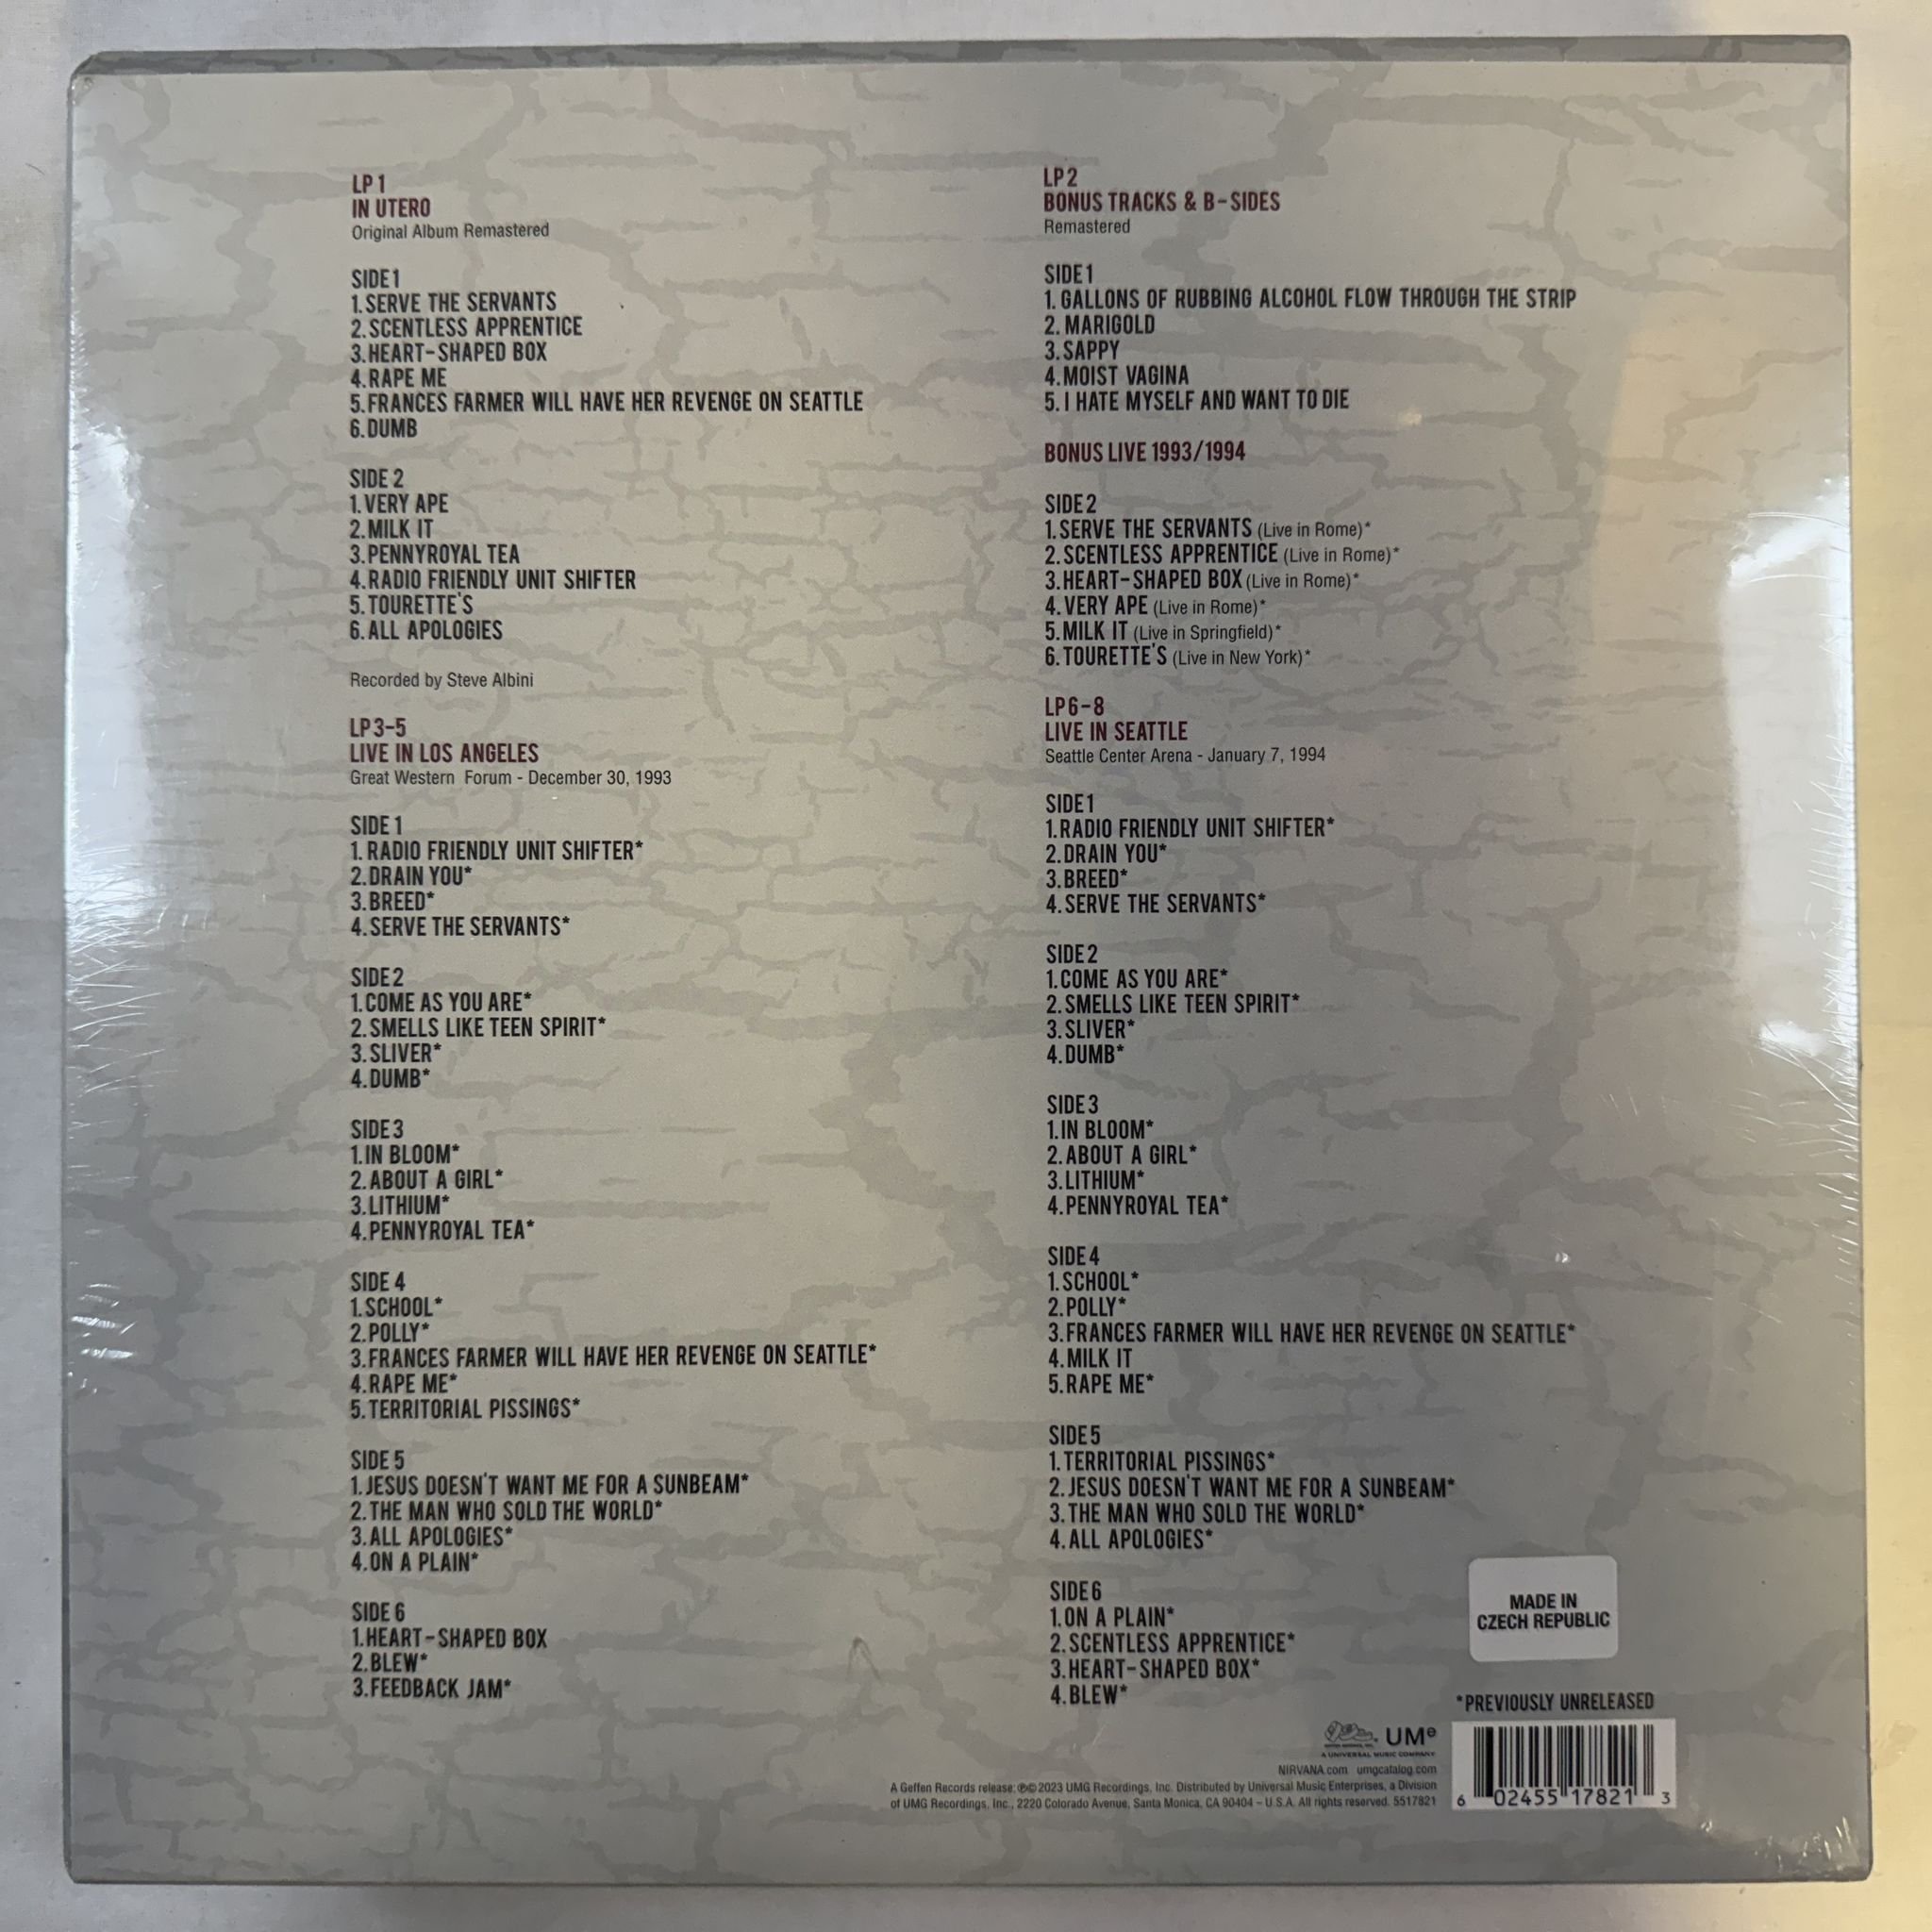 LP 1
IN UTERO
Original Album Remastered
SIDE 1
1. SERVE THE SERVANTS
2. SCENTLESS APPRENTICE
3. HEART-SHAPED BOX
4. RAPE ME
5. FRANCES FARMER WILL HAVE HER REVENGE ON SEATTLE
6. DUMB
SIDE 2
1. VERY APE
2. MILK IT
3. PENNYROYAL TEA
4. RADIO FRIENDLY UNIT SHIFTER
5. TOURETTE'S
6. ALL APOLOGIES
Recorded by Steve Albini
LP 3-5
LIVE IN LOS ANGELES
Great Western Forum - December 30, 1993
SIDE 1
1. RADIO FRIENDLY UNIT SHIFTER*
2. DRAIN YOU*
3. BREED*
4. SERVE THE SERVANTS*
SIDE 2
1. COME AS YOU ARE*
2. SMELLS LIKE TEEN SPIRIT*
3. SLIVER*
4. DUMB*
SIDE 3
1. IN BLOOM*
2. ABOUT A GIRL*
3. LITHIUM*
4. PENNYROYAL TEA*
SIDE 4
1. SCHOOL*
2. POLLY*
3. FRANCES FARMER WILL HAVE HER REVENGE ON SEATTLE*
4. RAPE ME*
5. TERRITORIAL PISSINGS*
SIDE 5
1. JESUS DOESN'T WANT ME FOR A SUNBEAM*
2. THE MAN WHO SOLD THE WORLD*
3. ALL APOLOGIES*
4. ON A PLAIN*
SIDE 6
1. HEART-SHAPED BOX
2. BLEW*
3. FEEDBACK JAM*
LP 2
BONUS TRACKS & B-SIDES
Remastered
SIDE 1
1. GALLONS OF RUBBING ALCOHOL FLOW THROUGH THE STRIP
2. MARIGOLD
3. SAPPY
4. MOIST VAGINA
5. I HATE MYSELF AND WANT TO DIE
BONUS LIVE 1993/1994
SIDE 2
1. SERVE THE SERVANTS (Live in Rome)*
2. SCENTLESS APPRENTICE (Live in Rome)*
3. HEART-SHAPED BOX (Live in Rome)*
4. VERY APE (Live in Rome)*
5. MILK IT (Live in Springfield)*
6. TOURETTE'S (Live in New York)*
LP 6-8
LIVE IN SEATTLE
Seattle Center Arena - January 7, 1994
SIDE 1
1. RADIO FRIENDLY UNIT SHIFTER*
2. DRAIN YOU*
3. BREED*
4. SERVE THE SERVANTS*
SIDE 2
1. COME AS YOU ARE*
2. SMELLS LIKE TEEN SPIRIT*
3. SLIVER*
4. DUMB*
SIDE 3
1. IN BLOOM*
2. ABOUT A GIRL*
3. LITHIUM*
4. PENNYROYAL TEA*
SIDE 4
1. SCHOOL*
2. POLLY*
3. FRANCES FARMER WILL HAVE HER REVENGE ON SEATTLE*
4. MILK IT
5. RAPE ME*
SIDE 5
1. TERRITORIAL PISSINGS*
2. JESUS DOESN'T WANT ME FOR A SUNBEAM*
3. THE MAN WHO SOLD THE WORLD*
4. ALL APOLOGIES*
SIDE 6
1. ON A PLAIN*
2. SCENTLESS APPRENTICE*
3. HEART-SHAPED BOX*
4. BLEW*
MADE IN
CZECH REPUBLIC
*PREVIOUSLY UNRELEASED
UMe
A UNIVERSAL MUSIC COMPANY
NIRVANA.com umgcatalog.com
A Geffen Records release; ℗© 2023 UMG Recordings, Inc. Distributed by Universal Music Enterprises, a Division
of UMG Recordings, Inc., 2220 Colorado Avenue, Santa Monica, CA 90404 – U.S.A. All rights reserved. 5517821
6 02455 17821 3